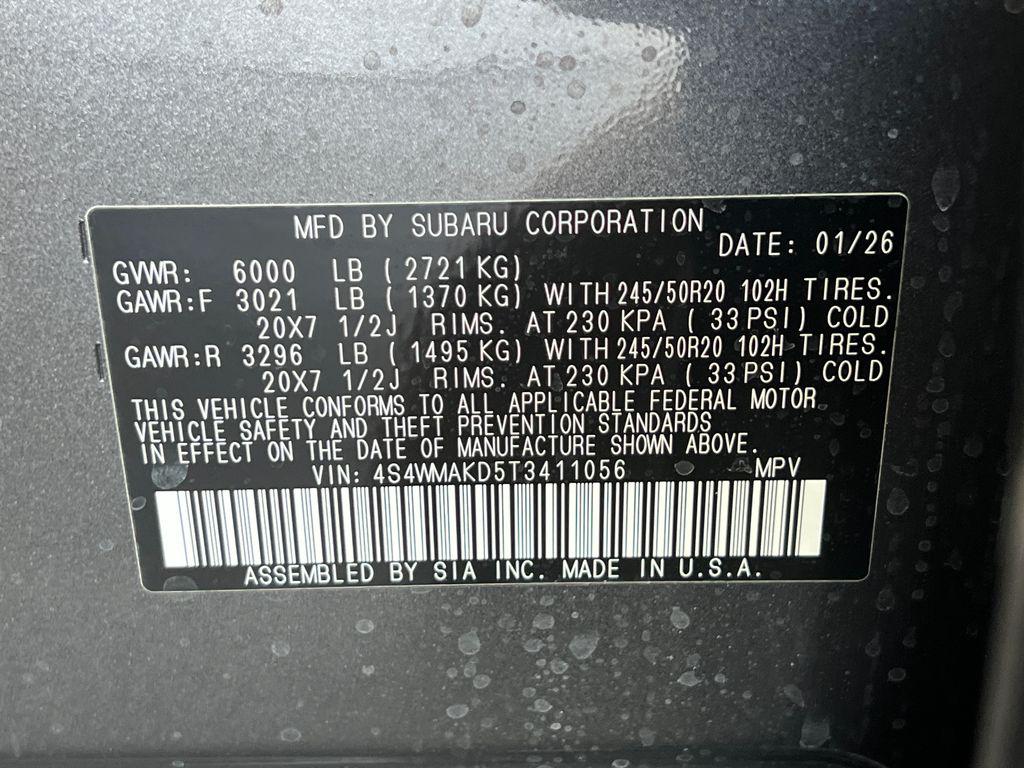 MFD BY SUBARU CORPORATION
DATE: 01/26
GVWR: 6000 LB ( 2721 KG)
GAWR:F 3021 LB ( 1370 KG) WITH 245/50R20 102H TIRES.
20X7 1/2J RIMS. AT 230 KPA ( 33 PSI) COLD
GAWR:R 3296 LB ( 1495 KG) WITH 245/50R20 102H TIRES.
20X7 1/2J RIMS. AT 230 KPA ( 33 PSI) COLD
THIS VEHICLE CONFORMS TO ALL APPLICABLE FEDERAL MOTOR
VEHICLE SAFETY AND THEFT PREVENTION STANDARDS
IN EFFECT ON THE DATE OF MANUFACTURE SHOWN ABOVE.
VIN: 4S4WMAKD5T3411056 MPV
ASSEMBLED BY SIA INC. MADE IN U.S.A.